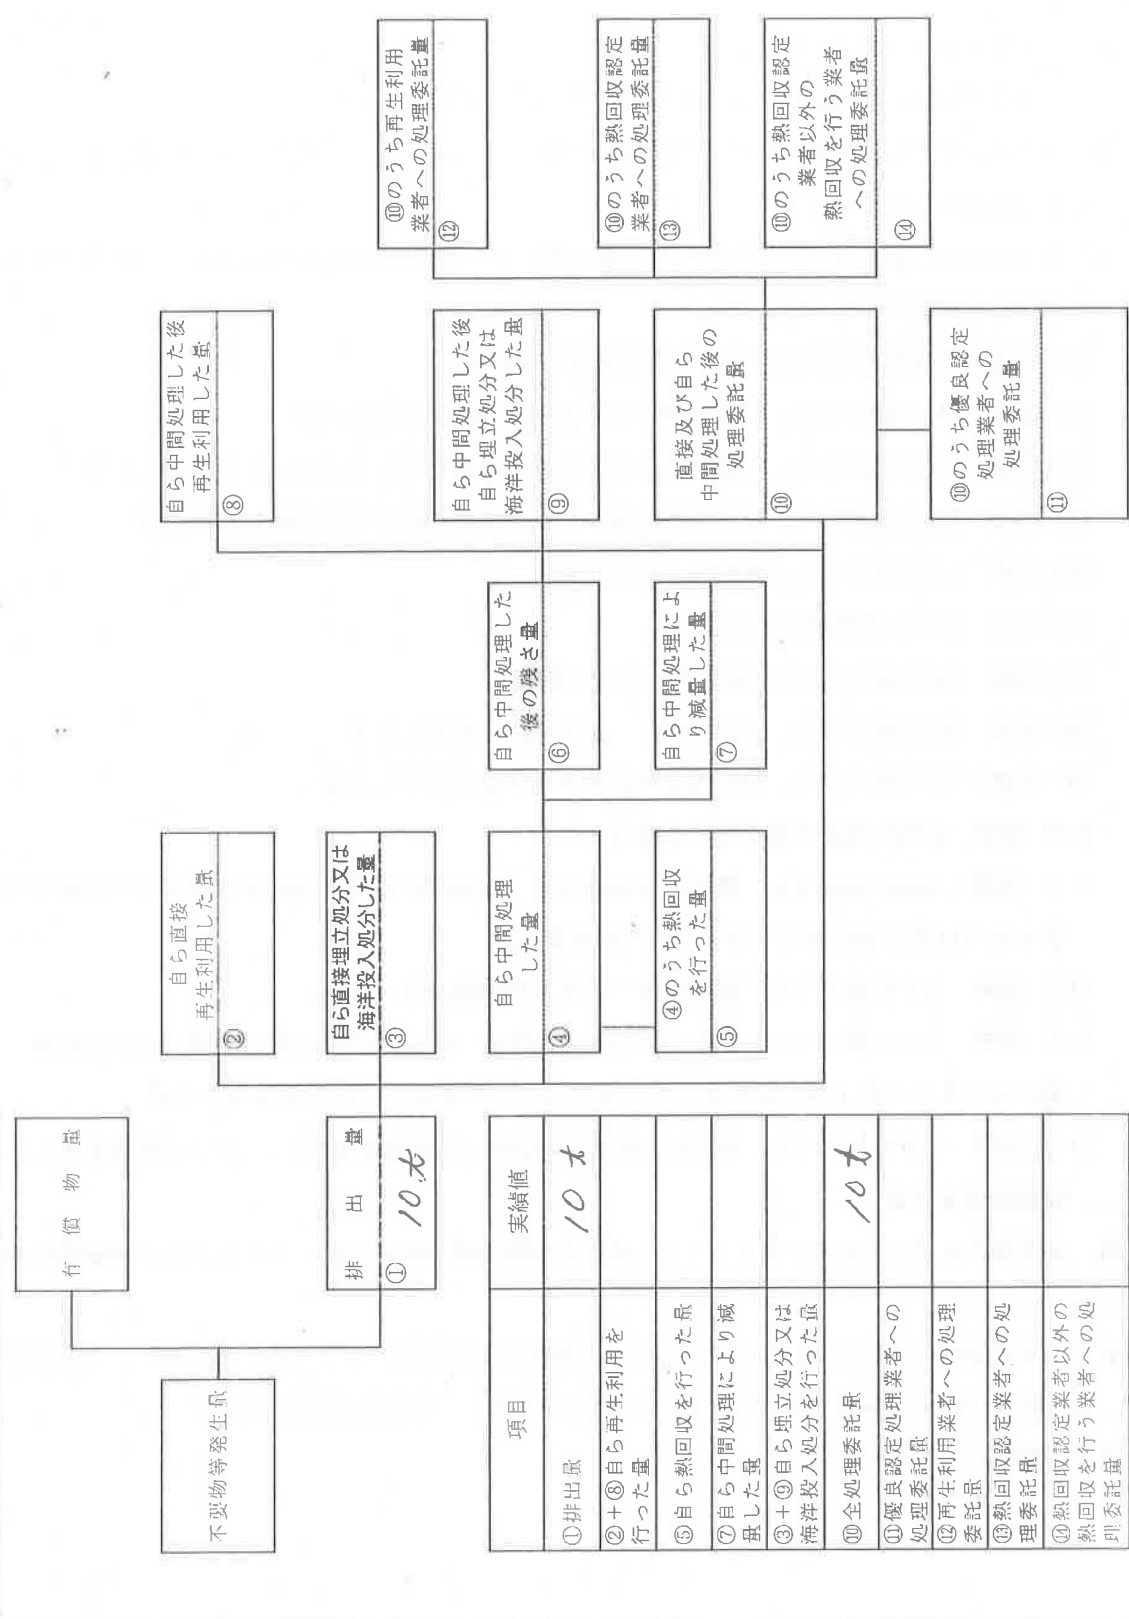 有償物量
不要物等発生量
排出量
① 10t
自ら直接
再生利用した量
②
自ら直接埋立処分又は
海洋投入処分した量
③
自ら中間処理
した量
④
④のうち熱回収
を行った量
⑤
自ら中間処理した
後の残さ量
⑥
自ら中間処理によ
り減量した量
⑦
自ら中間処理した後
再生利用した量
⑧
自ら中間処理した後
自ら埋立処分又は
海洋投入処分した量
⑨
直接及び自ら
中間処理した後の
処理委託量
⑩
⑩のうち優良認定
処理業者への
処理委託量
⑪
⑩のうち再生利用
業者への処理委託量
⑫
⑩のうち熱回収認定
業者への処理委託量
⑬
⑩のうち熱回収認定
業者以外の
熱回収を行う業者
への処理委託量
⑭
項目 実績値
①排出量 10t
②+⑧自ら再生利用を
行った量
⑤自ら熱回収を行った量
⑦自ら中間処理により減
量した量
③+⑨自ら埋立処分又は
海洋投入処分を行った量
⑩全処理委託量 10t
⑪優良認定処理業者への
処理委託量
⑫再生利用業者への処理
委託量
⑬熱回収認定業者への処
理委託量
⑭熱回収認定業者以外の
熱回収を行う業者への処
理委託量